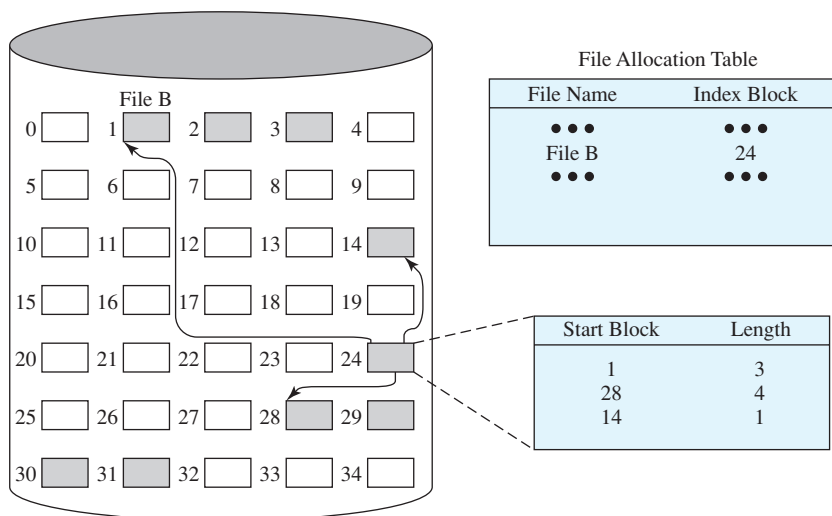 File Allocation Table
File Name Index Block
••• •••
File B 24
••• •••
File B
0 1 2 3 4
5 6 7 8 9
10 11 12 13 14
15 16 17 18 19
20 21 22 23 24
25 26 27 28 29
30 31 32 33 34
Start Block Length
1 3
28 4
14 1